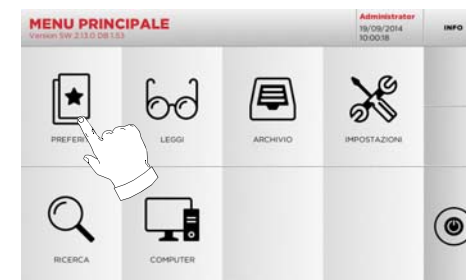 MENU PRINCIPALE
Version SW 2.13.0 DB 1.53
Administrator
19/09/2014
10:00:18
INFO
LEGGI
ARCHIVIO
IMPOSTAZIONI
RICERCA
COMPUTER